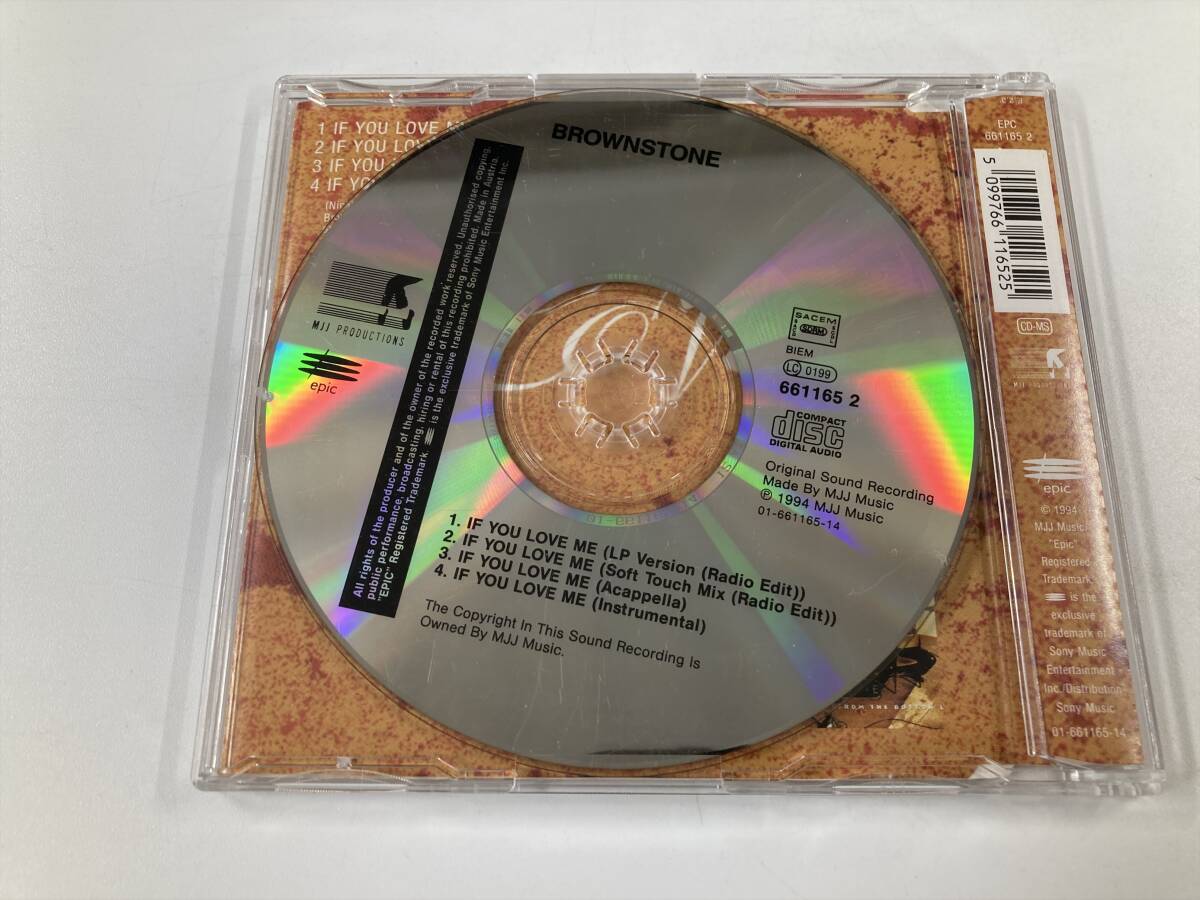 1 IF YOU LOVE
2 IF YOU LOVE
3 IF YOU
4 IF YOU
BROWNSTONE
All rights of the producer and of the owner of the recorded work reserved. Unauthorised copying,
public performance, broadcasting, hiring or rental of this recording prohibited. Made in Austria.
"EPIC" Registered Trademark. is the exclusive trademark of Sony Music Entertainment Inc.
MJJ PRODUCTIONS
epic
SACEM
BIEM
LC 0199
661165 2
COMPACT
disc
DIGITAL AUDIO
Original Sound Recording
Made By MJJ Music
℗ 1994 MJJ Music
01-661165-14
1. IF YOU LOVE ME (LP Version (Radio Edit))
2. IF YOU LOVE ME (Soft Touch Mix (Radio Edit))
3. IF YOU LOVE ME (Acappella)
4. IF YOU LOVE ME (Instrumental)
The Copyright In This Sound Recording Is
Owned By MJJ Music.
EPC
661165 2
5 099766 116525
CD-MS
epic
© 1994
MJJ Music
"Epic"
Registered
Trademark
is the
exclusive
trademark of
Sony Music
Entertainment
Inc./Distribution
Sony Music
01-661165-14